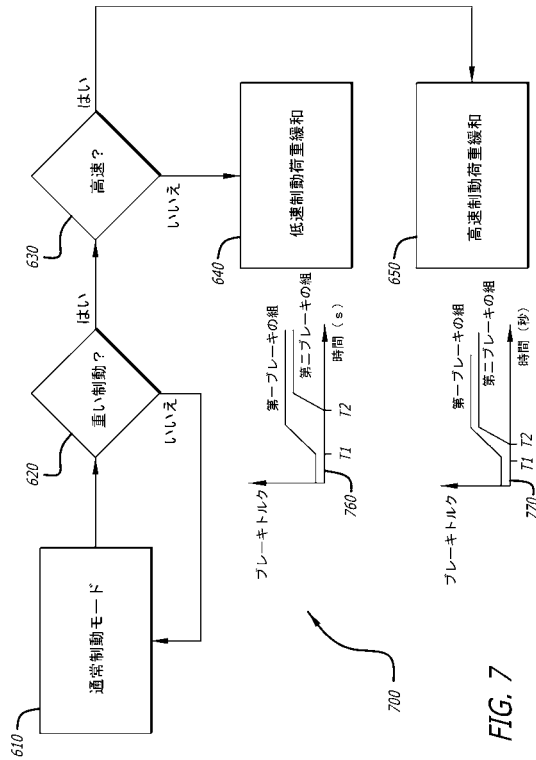 610
通常制動モード
620
重い制動?
はい
いいえ
630
高速?
はい
いいえ
640
低速制動荷重緩和
650
高速制動荷重緩和
ブレーキトルク
第一ブレーキの組
第二ブレーキの組
時間(s)
T1
T2
760
ブレーキトルク
第一ブレーキの組
第二ブレーキの組
時間(秒)
T1
T2
770
700
FIG. 7